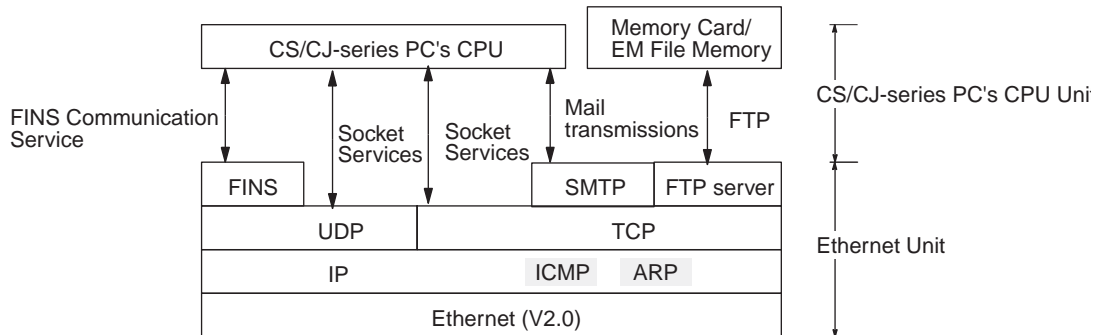 CS/CJ-series PC's CPU
Memory Card/
EM File Memory
CS/CJ-series PC's CPU Uni
FINS Communication
Service
Socket
Services
Socket
Services
Mail
transmissions
FTP
FINS
SMTP
FTP server
UDP
TCP
Ethernet Unit
IP
ICMP
ARP
Ethernet (V2.0)